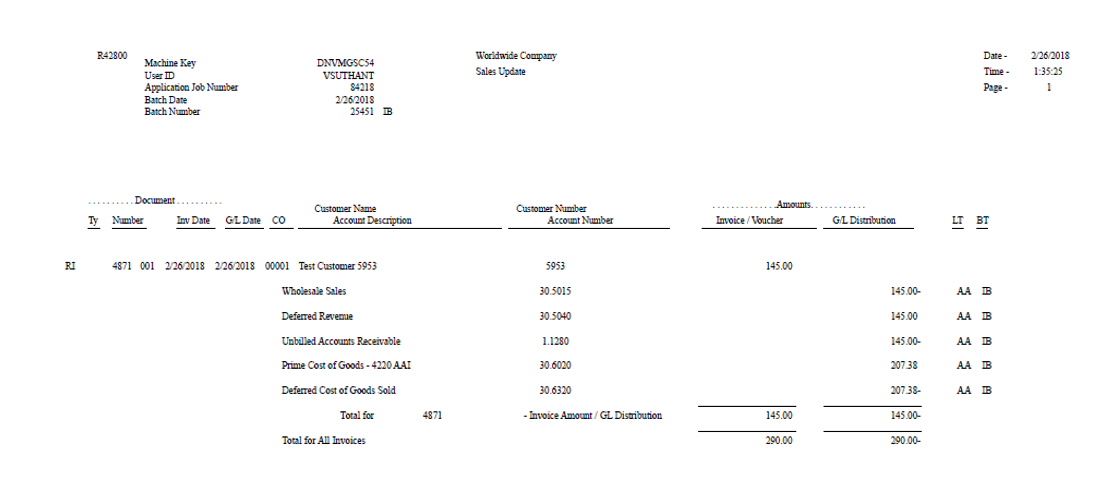 R42800 Worldwide Company Date - 2/26/2018
Machine Key DNVMGSC54
User ID VSUTHANT Sales Update Time - 1:35:25
Application Job Number 84218 Page - 1
Batch Date 2/26/2018
Batch Number 25451 IB
. . . . . . . . . . Document . . . . . . . . . . . . . . . . . . . . . . . Amounts. . . . . . . . . . . .
Customer Name Customer Number
Ty Number Inv Date G/L Date CO Account Description Account Number Invoice / Voucher G/L Distribution LT BT
RI 4871 001 2/26/2018 2/26/2018 00001 Test Customer 5953 5953 145.00
Wholesale Sales 30.5015 145.00- AA IB
Deferred Revenue 30.5040 145.00 AA IB
Unbilled Accounts Receivable 1.1280 145.00- AA IB
Prime Cost of Goods - 4220 AAI 30.6020 207.38 AA IB
Deferred Cost of Goods Sold 30.6320 207.38- AA IB
Total for 4871 - Invoice Amount / GL Distribution 145.00 145.00-
Total for All Invoices 290.00 290.00-